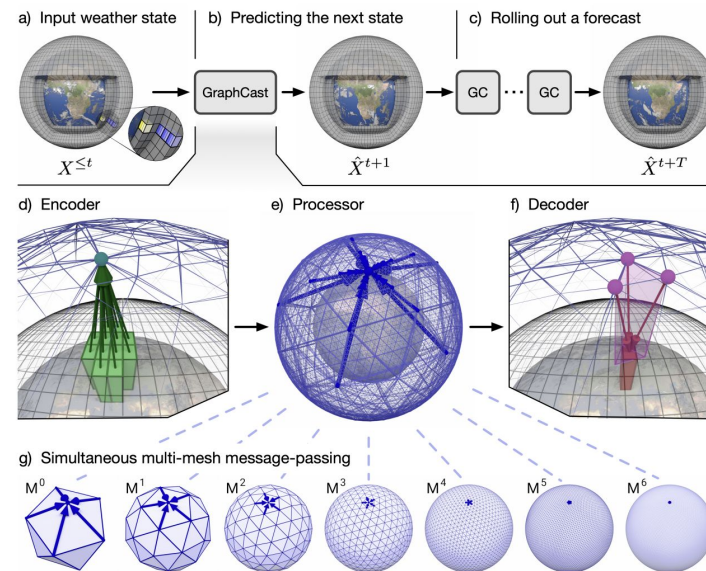 a) Input weather state
b) Predicting the next state
c) Rolling out a forecast
GraphCast
GC
...
GC
X^≤t
X̂^t+1
X̂^t+T
d) Encoder
e) Processor
f) Decoder
g) Simultaneous multi-mesh message-passing
M^0
M^1
M^2
M^3
M^4
M^5
M^6